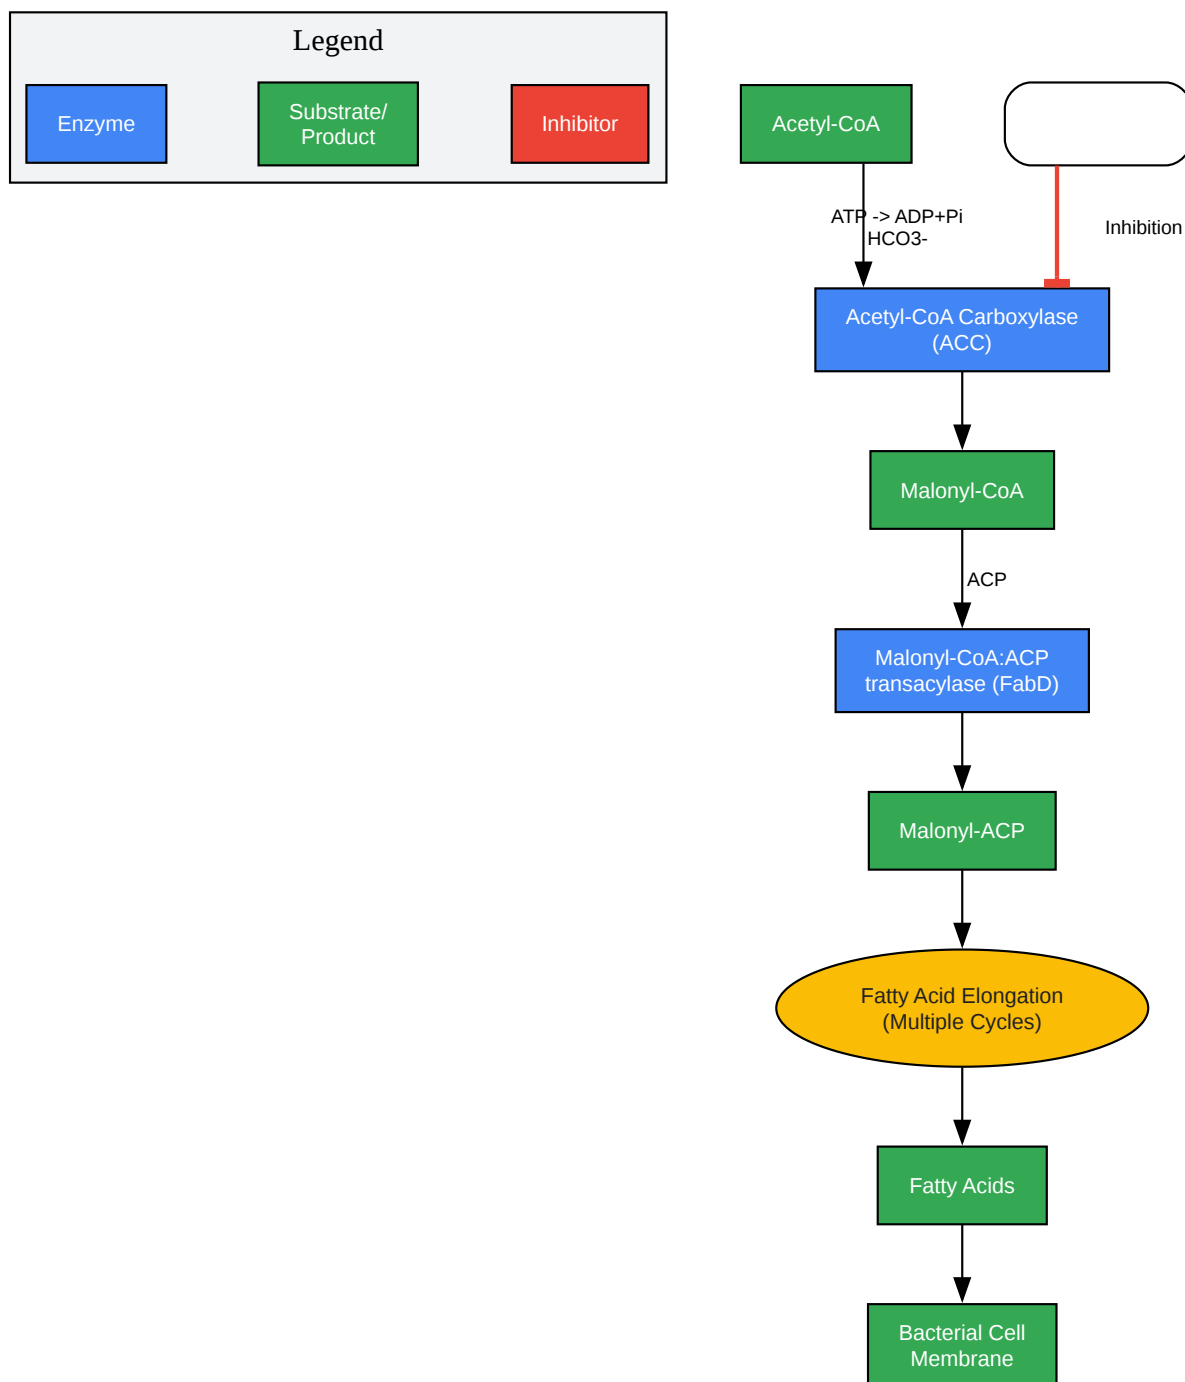 Legend
Enzyme
Substrate/
Product
Inhibitor
Acetyl-CoA
ATP -> ADP+Pi
HCO3-
Inhibition
Acetyl-CoA Carboxylase
(ACC)
Malonyl-CoA
ACP
Malonyl-CoA:ACP
transacylase (FabD)
Malonyl-ACP
Fatty Acid Elongation
(Multiple Cycles)
Fatty Acids
Bacterial Cell
Membrane